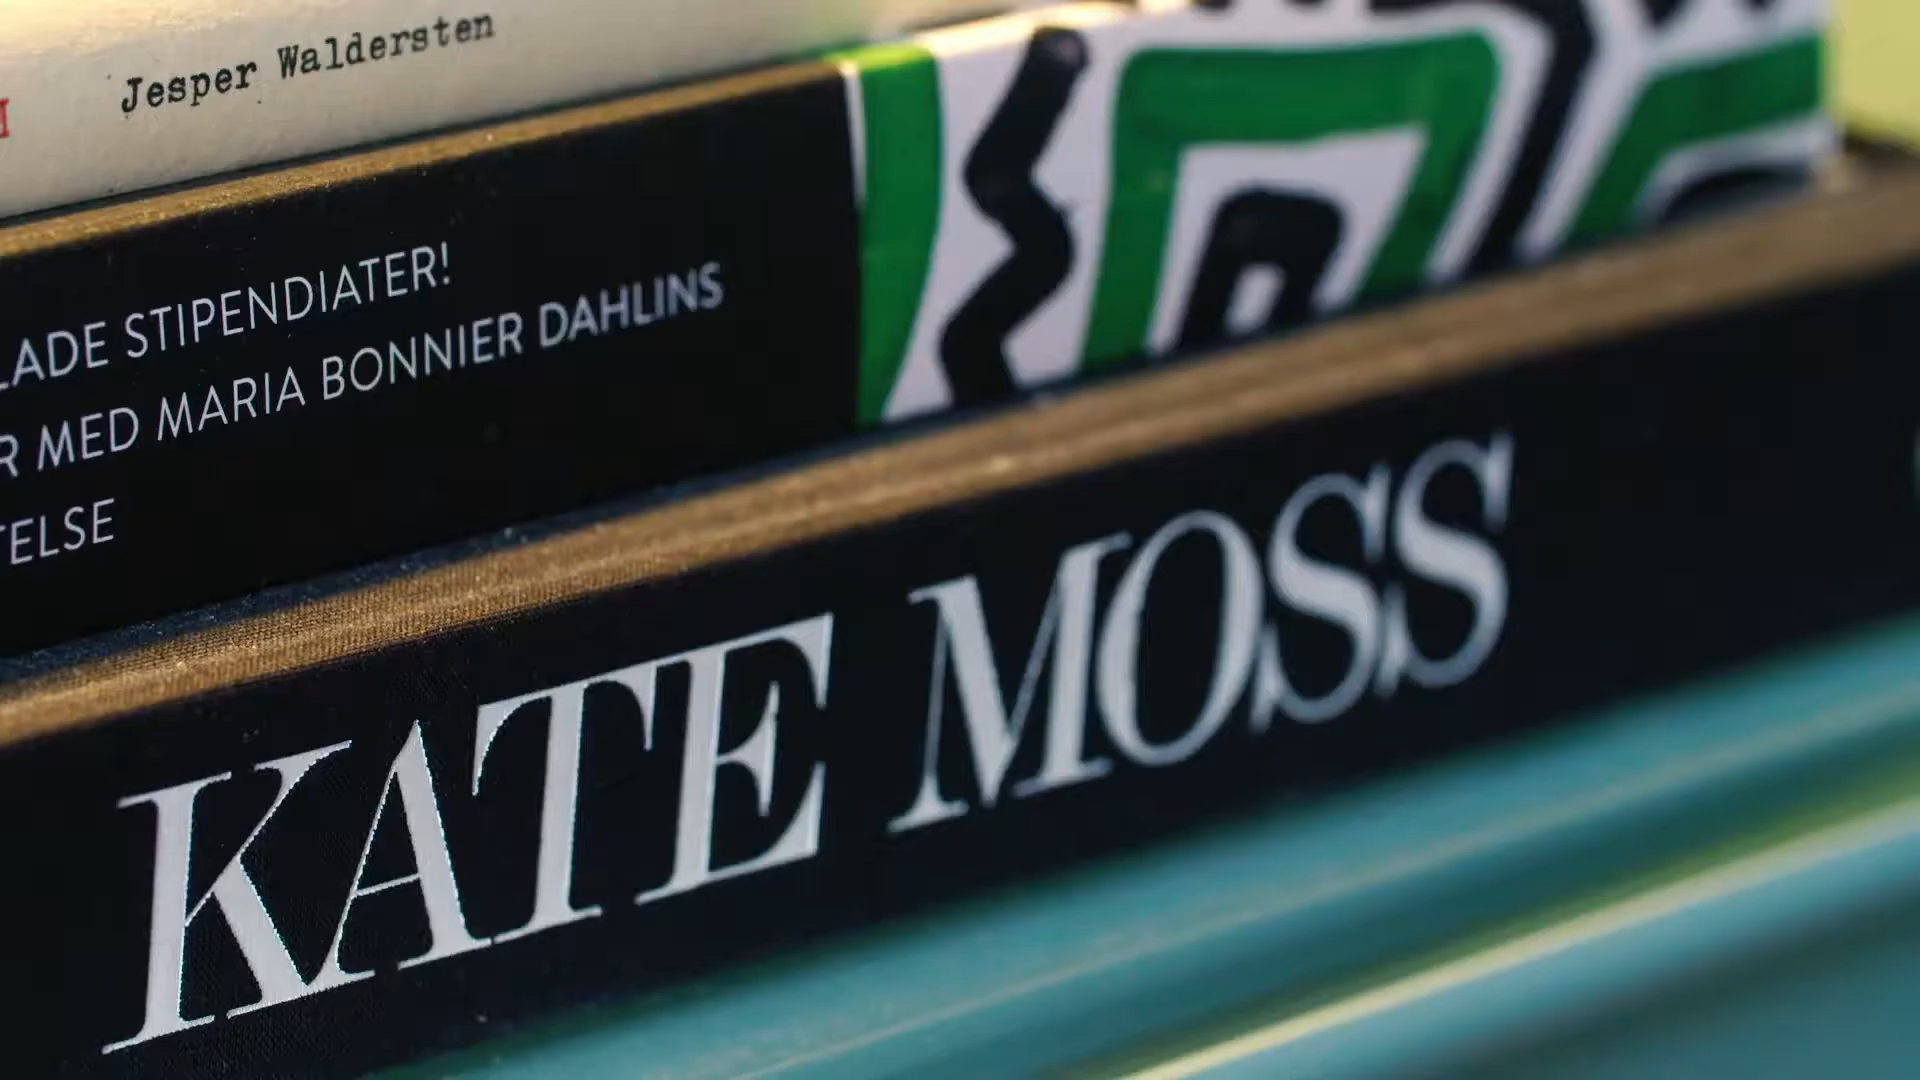 Jesper Waldersten
LADE STIPENDIATER!
R MED MARIA BONNIER DAHLINS
TELSE
KATE MOSS